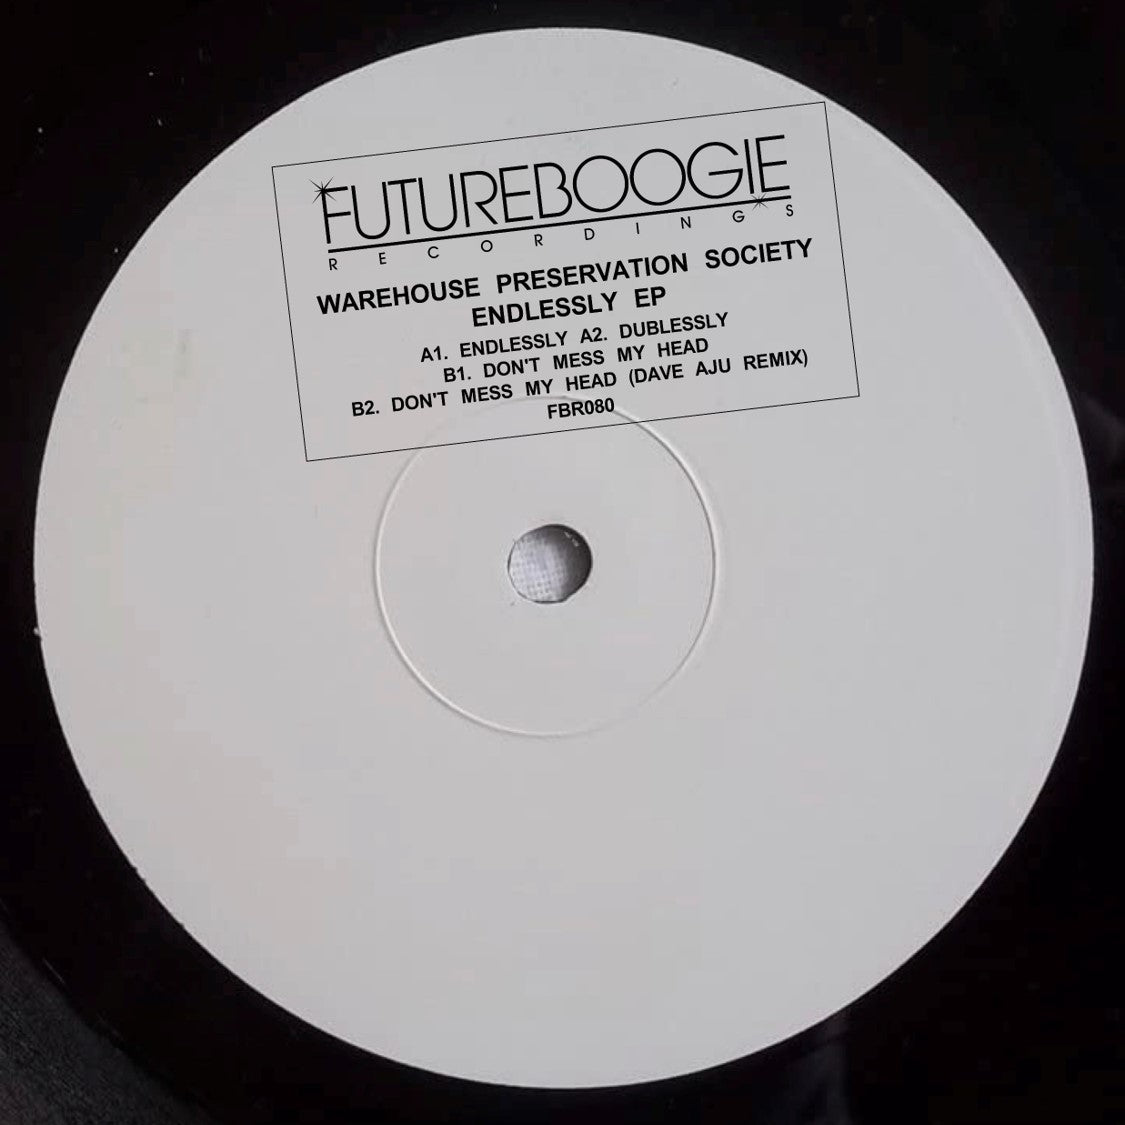 FUTUREBOOGIE
RECORDINGS
WAREHOUSE PRESERVATION SOCIETY
ENDLESSLY EP
A1. ENDLESSLY A2. DUBLESSLY
B1. DON'T MESS MY HEAD
B2. DON'T MESS MY HEAD (DAVE AJU REMIX)
FBR080